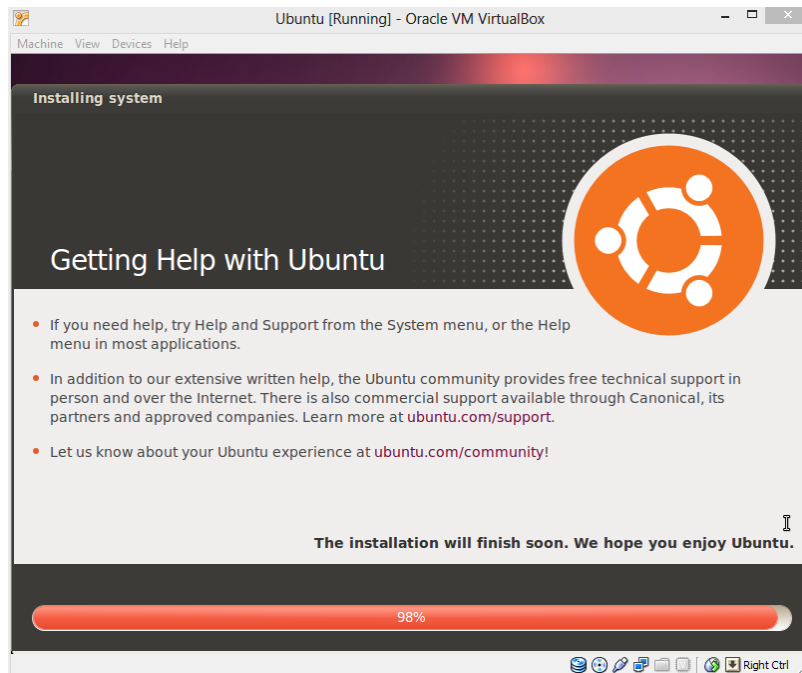 Ubuntu [Running] - Oracle VM VirtualBox
Machine View Devices Help
Installing system
Getting Help with Ubuntu
If you need help, try Help and Support from the System menu, or the Help
menu in most applications.
In addition to our extensive written help, the Ubuntu community provides free technical support in
person and over the Internet. There is also commercial support available through Canonical, its
partners and approved companies. Learn more at ubuntu.com/support.
Let us know about your Ubuntu experience at ubuntu.com/community!
The installation will finish soon. We hope you enjoy Ubuntu.
98%
Right Ctrl